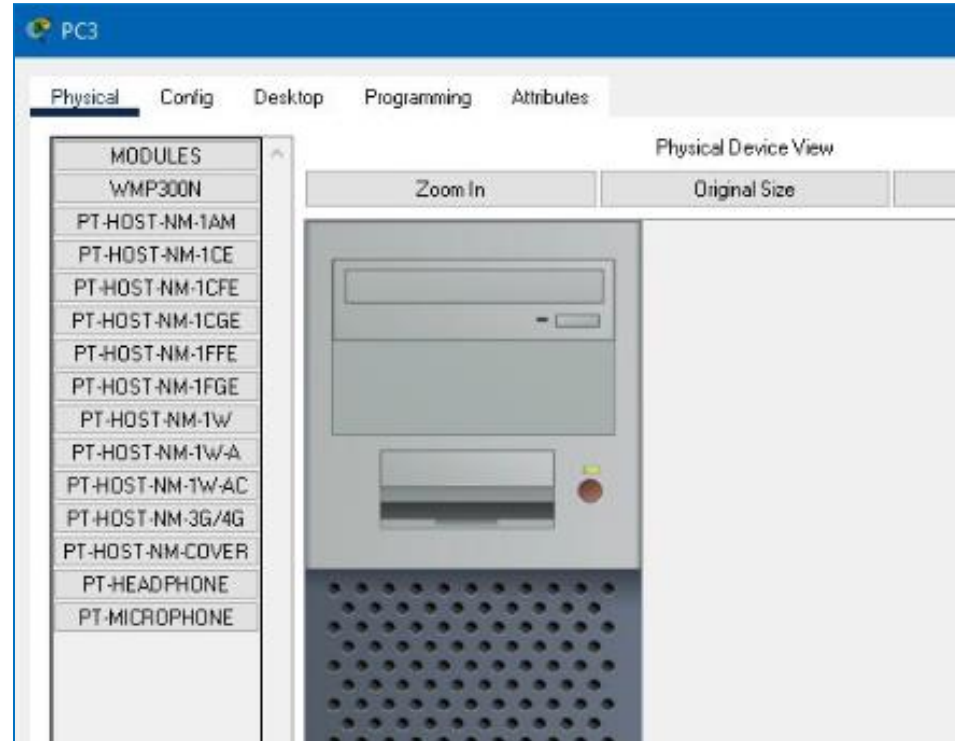 PC3
Physical Config Desktop Programming Attributes
MODULES
WMP300N
PT-HOST-NM-1AM
PT-HOST-NM-1CE
PT-HOST-NM-1CFE
PT-HOST-NM-1CGE
PT-HOST-NM-1FFE
PT-HOST-NM-1FGE
PT-HOST-NM-1W
PT-HOST-NM-1W-A
PT-HOST-NM-1W-AC
PT-HOST-NM-3G/4G
PT-HOST-NM-COVER
PT-HEADPHONE
PT-MICROPHONE
Physical Device View
Zoom In Original Size